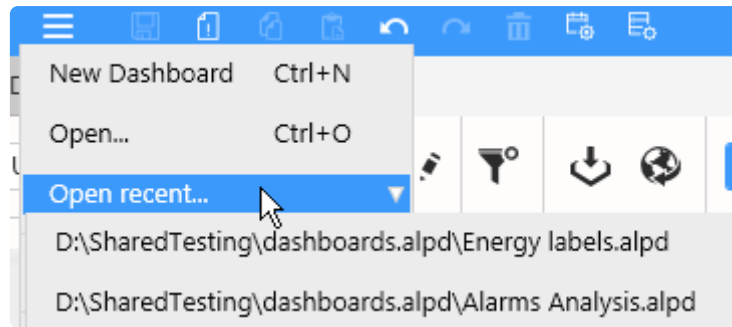 New Dashboard Ctrl+N
Open... Ctrl+O
Open recent...
D:\SharedTesting\dashboards.alpd\Energy labels.alpd
D:\SharedTesting\dashboards.alpd\Alarms Analysis.alpd